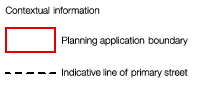 Contextual information
Planning application boundary
Indicative line of primary street